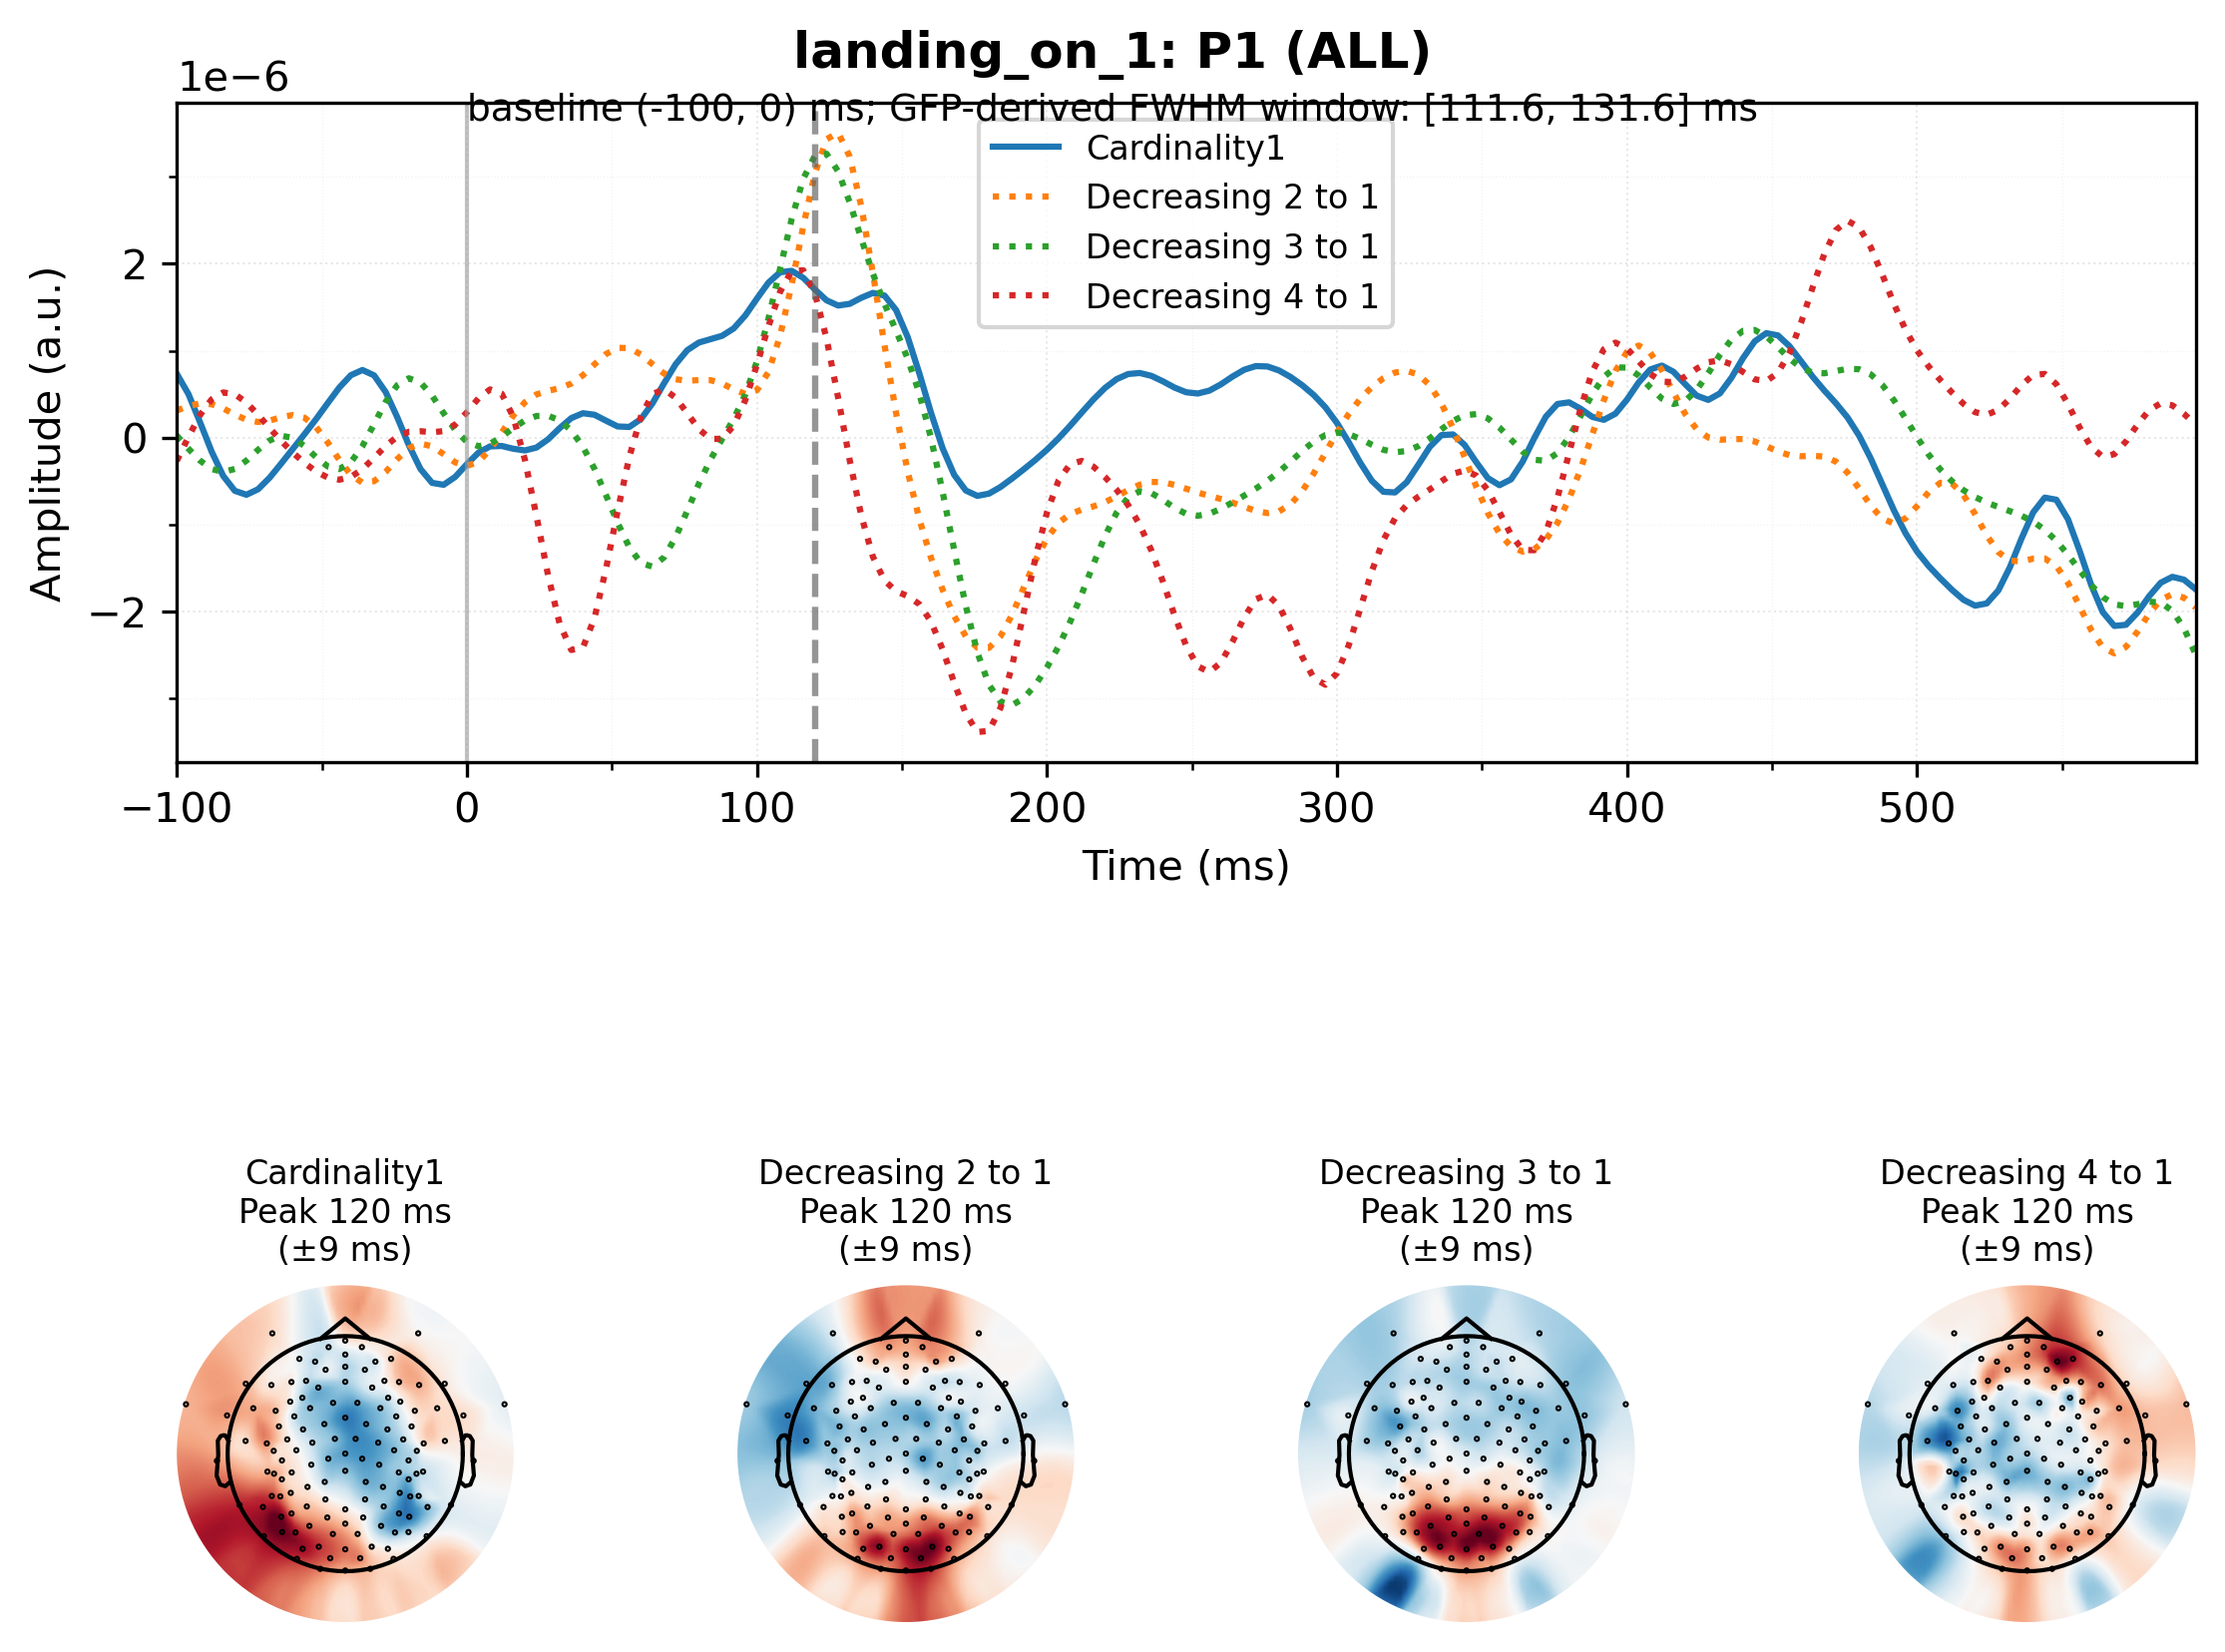 landing_on_1: P1 (ALL)
1e−6
baseline (-100, 0) ms; GFP-derived FWHM window: [111.6, 131.6] ms
Cardinality1
Decreasing 2 to 1
Decreasing 3 to 1
Decreasing 4 to 1
Amplitude (a.u.)
2
0
−2
−100 0 100 200 300 400 500
Time (ms)
Cardinality1
Peak 120 ms
(±9 ms)
Decreasing 2 to 1
Peak 120 ms
(±9 ms)
Decreasing 3 to 1
Peak 120 ms
(±9 ms)
Decreasing 4 to 1
Peak 120 ms
(±9 ms)